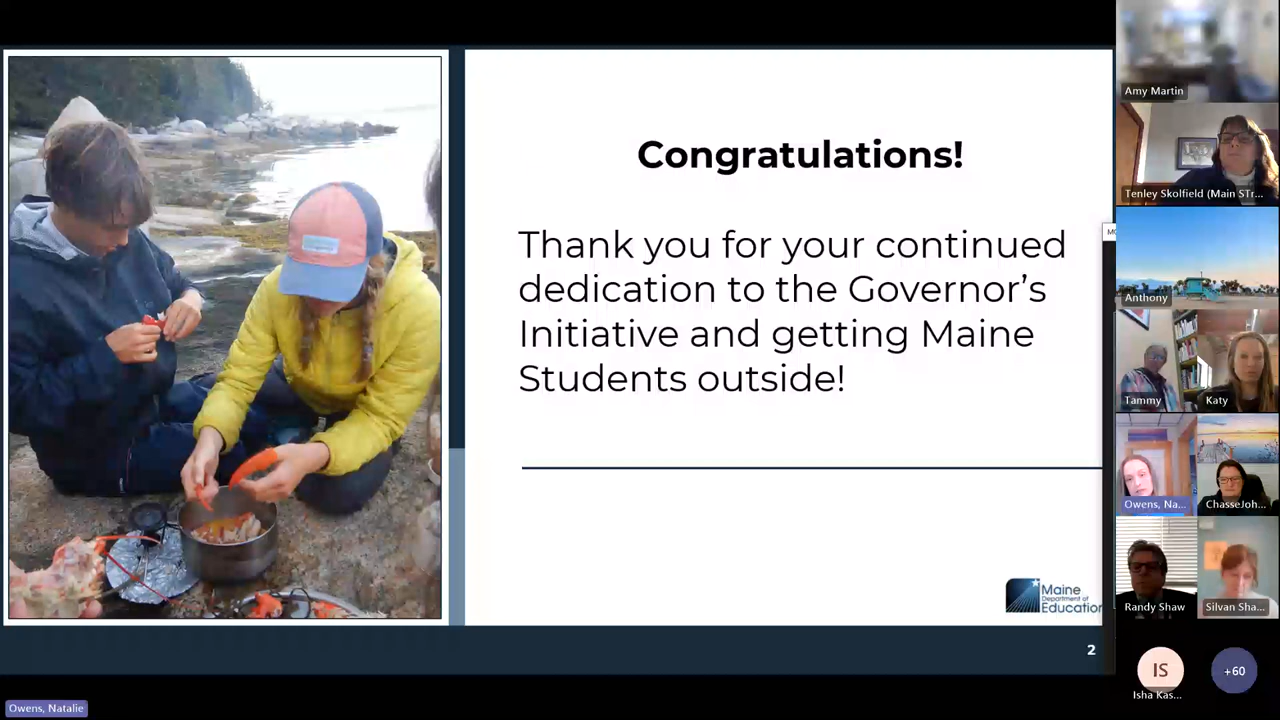 Congratulations!
Thank you for your continued
dedication to the Governor’s
Initiative and getting Maine
Students outside!
Maine
Department of
Education
2
Owens, Natalie
Amy Martin
Tenley Skolfield (Main STr...
Anthony
Tammy
Katy
Owens, Na...
ChasseJoh...
Randy Shaw
Silvan Sha...
IS
Isha Kas...
+60